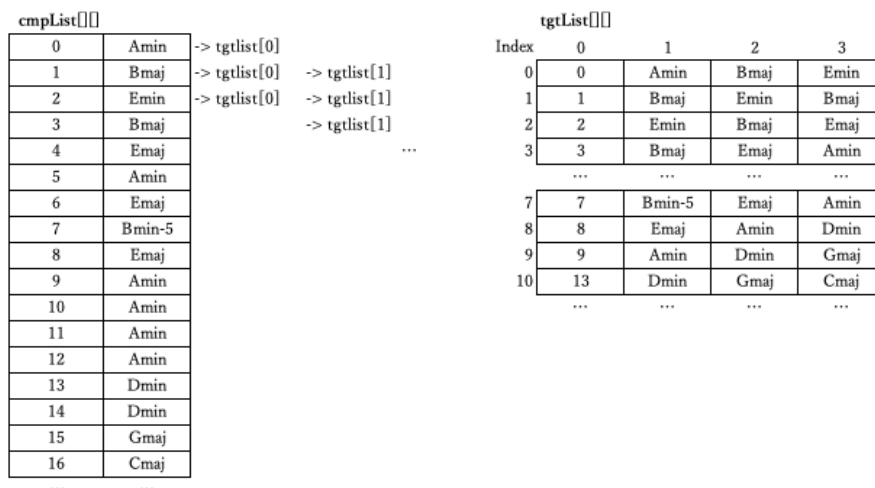 cmpList[][] tgtList[][]
Index 0 1 2 3
0 Amin -> tgtlist[0] 0 0 Amin Bmaj Emin
1 Bmaj -> tgtlist[0] -> tgtlist[1] 1 1 Bmaj Emin Bmaj
2 Emin -> tgtlist[0] -> tgtlist[1] 2 2 Emin Bmaj Emaj
3 Bmaj -> tgtlist[1] 3 3 Bmaj Emaj Amin
4 Emaj ... ... ... ... ...
5 Amin
6 Emaj 7 7 Bmin-5 Emaj Amin
7 Bmin-5 8 8 Emaj Amin Dmin
8 Emaj 9 9 Amin Dmin Gmaj
9 Amin 10 13 Dmin Gmaj Cmaj
10 Amin ... ... ... ...
11 Amin
12 Amin
13 Dmin
14 Dmin
15 Gmaj
16 Cmaj
... ...